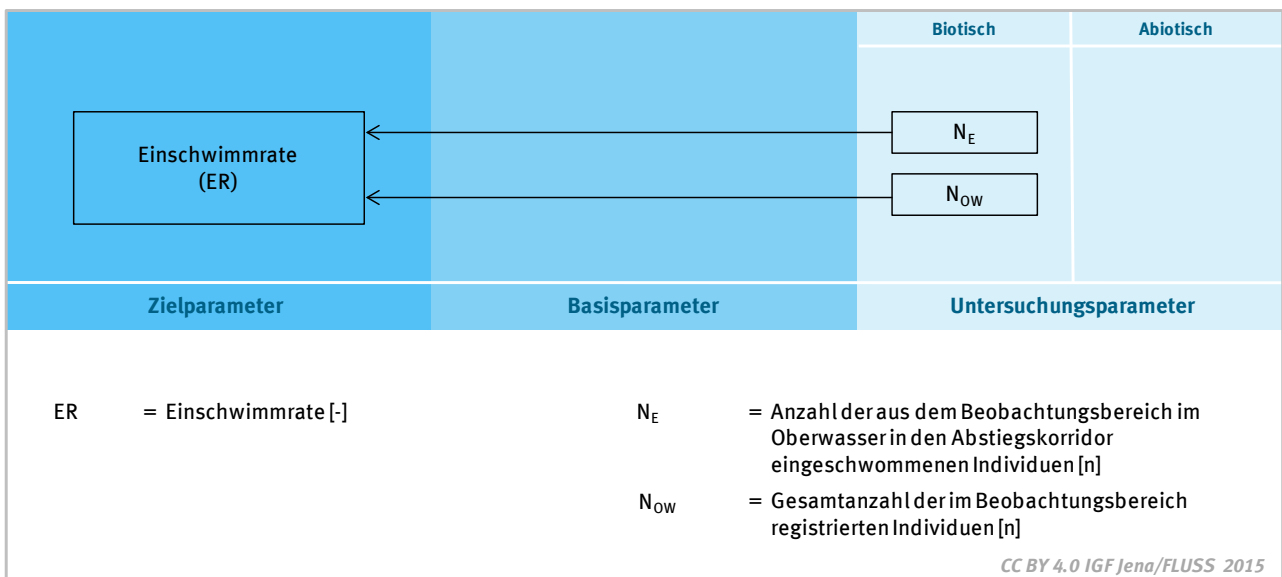 Biotisch Abiotisch
Einschwimmrate
(ER)
N_E
N_OW
Zielparameter Basisparameter Untersuchungsparameter
ER = Einschwimmrate [-]
N_E = Anzahl der aus dem Beobachtungsbereich im
Oberwasser in den Abstiegskorridor
eingeschwommenen Individuen [n]
N_OW = Gesamtanzahl der im Beobachtungsbereich
registrierten Individuen [n]
CC BY 4.0 IGF Jena/FLUSS 2015